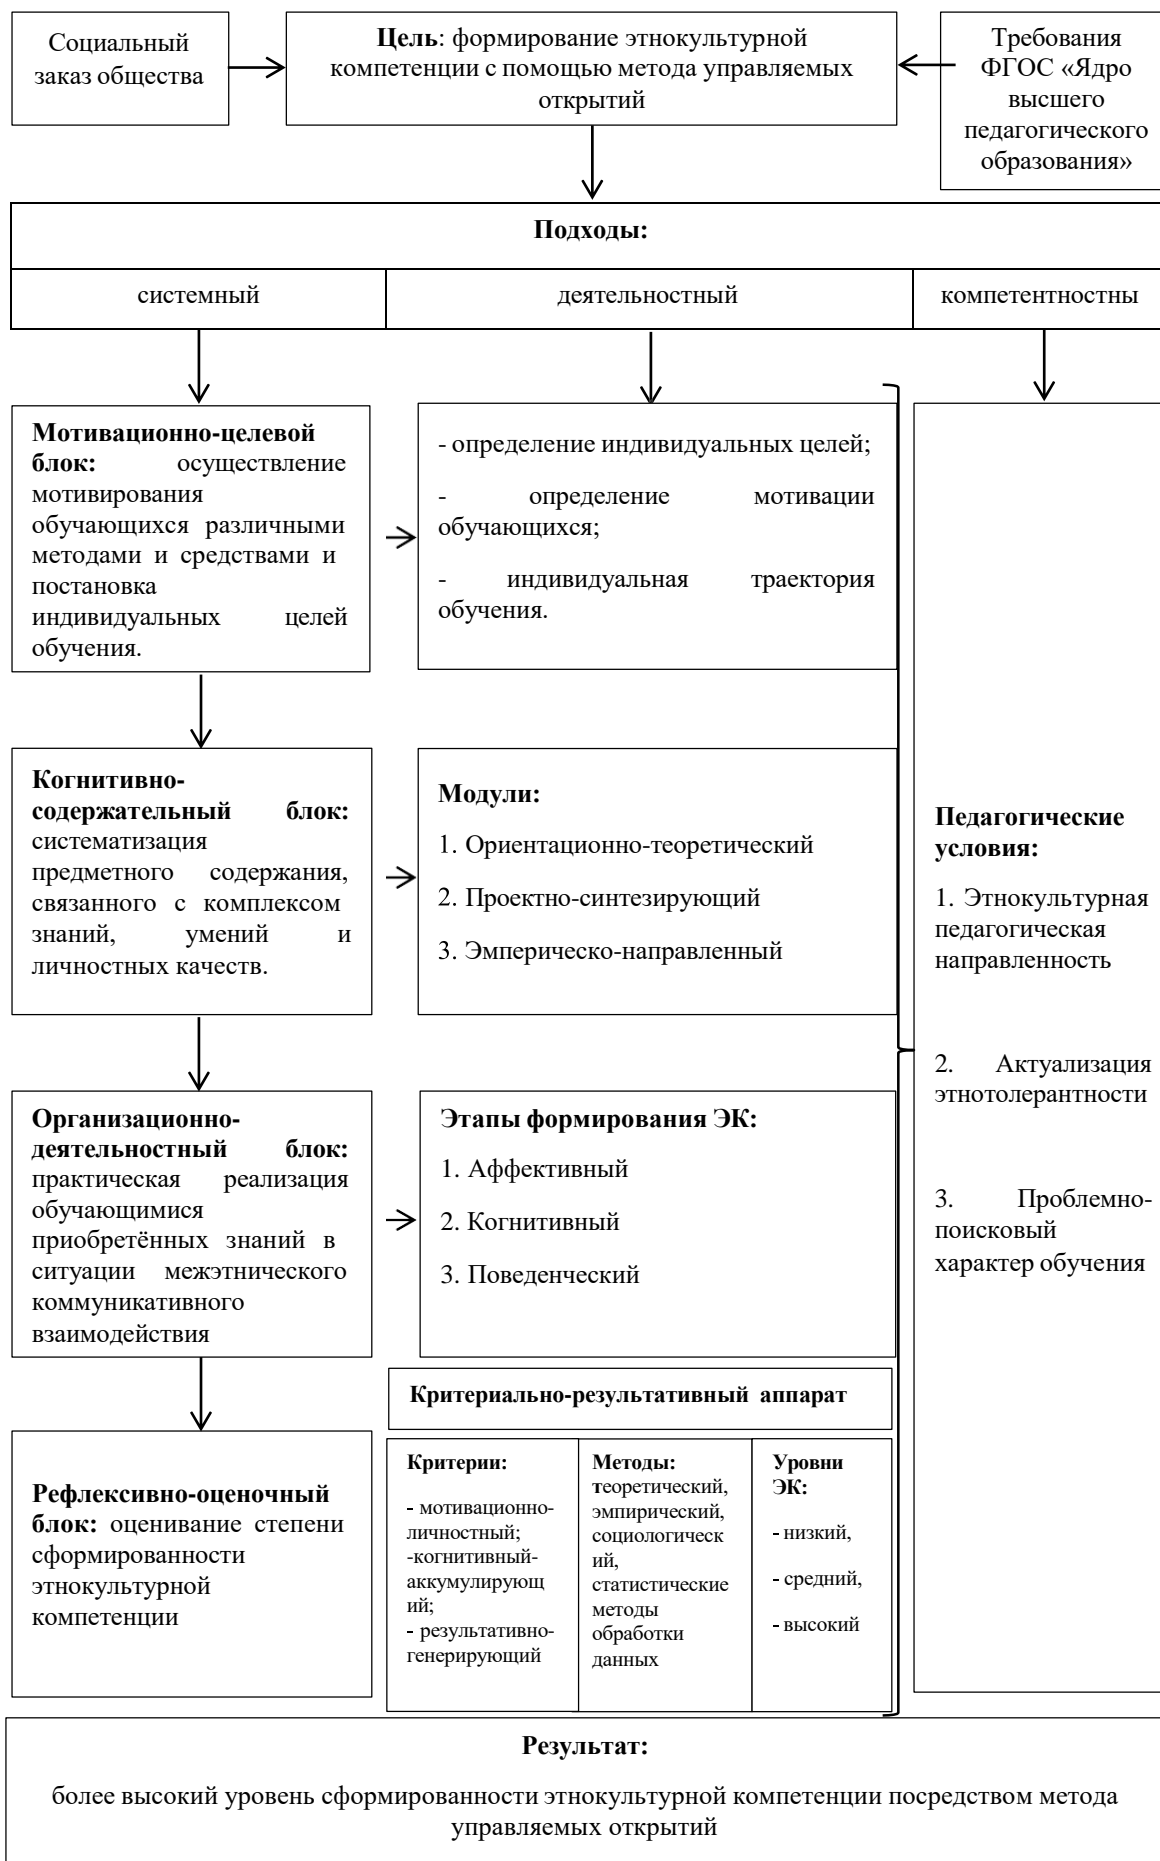 Социальный
заказ общества
Цель: формирование этнокультурной
компетенции с помощью метода управляемых
открытий
Требования
ФГОС «Ядро
высшего
педагогического
образования»
Подходы:
системный
деятельностный
компетентностны
Мотивационно-целевой
блок: осуществление
мотивирования
обучающихся различными
методами и средствами и
постановка
индивидуальных целей
обучения.
- определение индивидуальных целей;
- определение мотивации
обучающихся;
- индивидуальная траектория
обучения.
Когнитивно-
содержательный блок:
систематизация
предметного содержания,
связанного с комплексом
знаний, умений и
личностных качеств.
Модули:
1. Ориентационно-теоретический
2. Проектно-синтезирующий
3. Эмперическо-направленный
Педагогические
условия:
1. Этнокультурная
педагогическая
направленность
2. Актуализация
этнотолерантности
3. Проблемно-
поисковый
характер обучения
Организационно-
деятельностный блок:
практическая реализация
обучающимися
приобретённых знаний в
ситуации межэтнического
коммуникативного
взаимодействия
Этапы формирования ЭК:
1. Аффективный
2. Когнитивный
3. Поведенческий
Критериально-результативный аппарат
Рефлексивно-оценочный
блок: оценивание степени
сформированности
этнокультурной
компетенции
Критерии:
- мотивационно-
личностный;
-когнитивный-
аккумулирующ
ий;
- результативно-
генерирующий
Методы:
теоретический,
эмпирический,
социологическ
ий,
статистические
методы
обработки
данных
Уровни
ЭК:
- низкий,
- средний,
- высокий
Результат:
более высокий уровень сформированности этнокультурной компетенции посредством метода
управляемых открытий